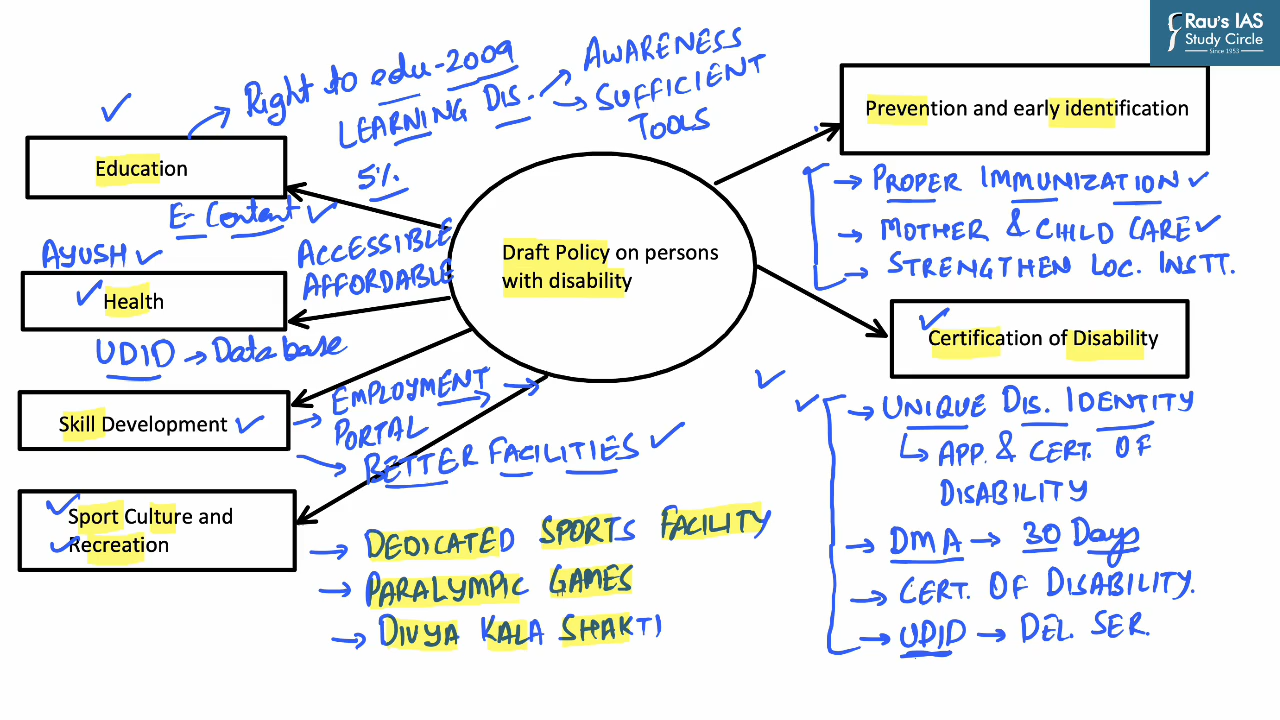 Rau's IAS
Study Circle
Since 1953
Right to edu-2009
LEARNING DIS.
→ AWARENESS
→ SUFFICIENT
TOOLS
5%
Education
E-Content
AYUSH
ACCESSIBLE
AFFORDABLE
Health
UDID → Database
Skill Development
→ EMPLOYMENT →
PORTAL
→ BETTER FACILITIES
Sport Culture and
Recreation
→ DEDICATED SPORTS FACILITY
→ PARALYMPIC GAMES
→ DIVYA KALA SHAKTI
Draft Policy on persons
with disability
Prevention and early identification
→ PROPER IMMUNIZATION
→ MOTHER & CHILD CARE
→ STRENGTHEN LOC. INSTT.
Certification of Disability
→ UNIQUE DIS. IDENTITY
↳ APP. & CERT. OF
DISABILITY
→ DMA → 30 Days
→ CERT. OF DISABILITY.
→ UDID → DEL. SER.